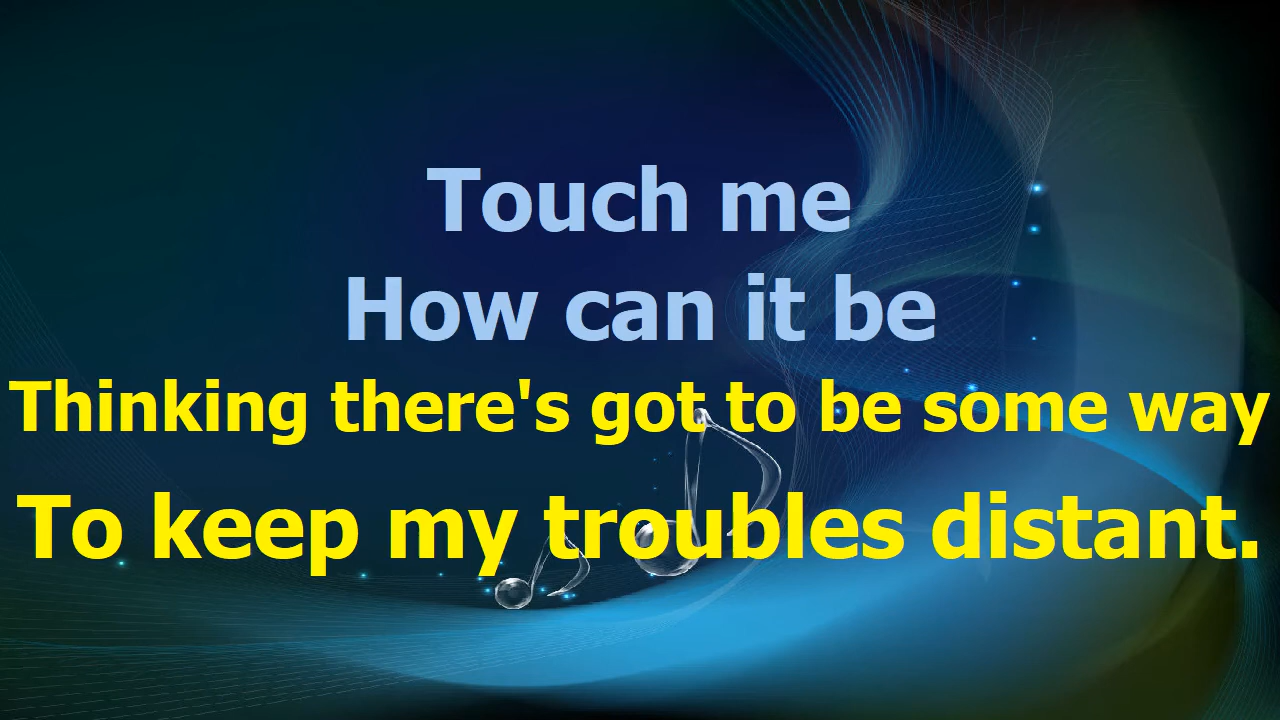 Touch me
How can it be
Thinking there's got to be some way
To keep my troubles distant.